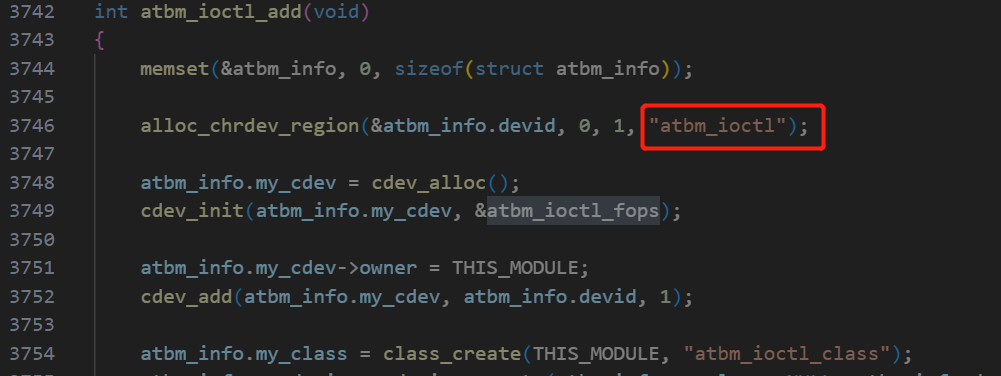 3742 int atbm_ioctl_add(void)
3743 {
3744 memset(&atbm_info, 0, sizeof(struct atbm_info));
3745
3746 alloc_chrdev_region(&atbm_info.devid, 0, 1, "atbm_ioctl");
3747
3748 atbm_info.my_cdev = cdev_alloc();
3749 cdev_init(atbm_info.my_cdev, &atbm_ioctl_fops);
3750
3751 atbm_info.my_cdev->owner = THIS_MODULE;
3752 cdev_add(atbm_info.my_cdev, atbm_info.devid, 1);
3753
3754 atbm_info.my_class = class_create(THIS_MODULE, "atbm_ioctl_class");